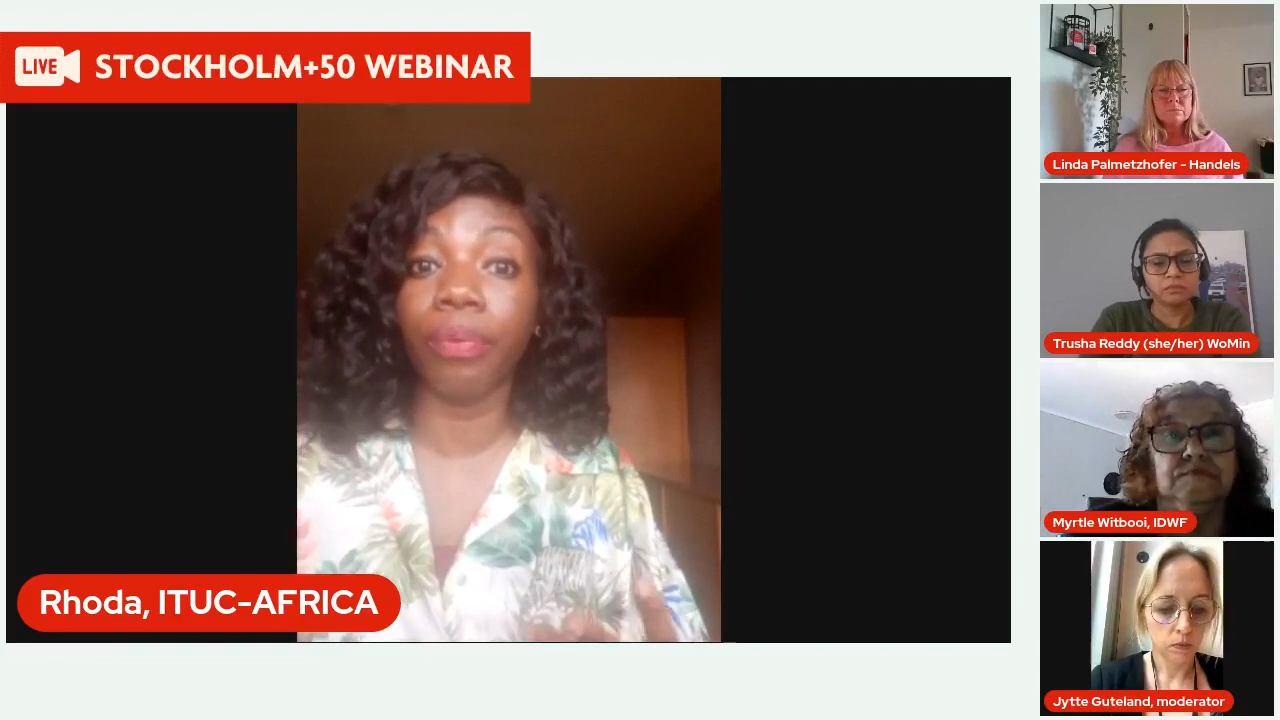 LIVE
STOCKHOLM+50 WEBINAR
Rhoda, ITUC-AFRICA
Linda Palmetzhofer - Handels
Trusha Reddy (she/her) WoMin
Myrtle Witbooi, IDWF
Jytte Guteland, moderator